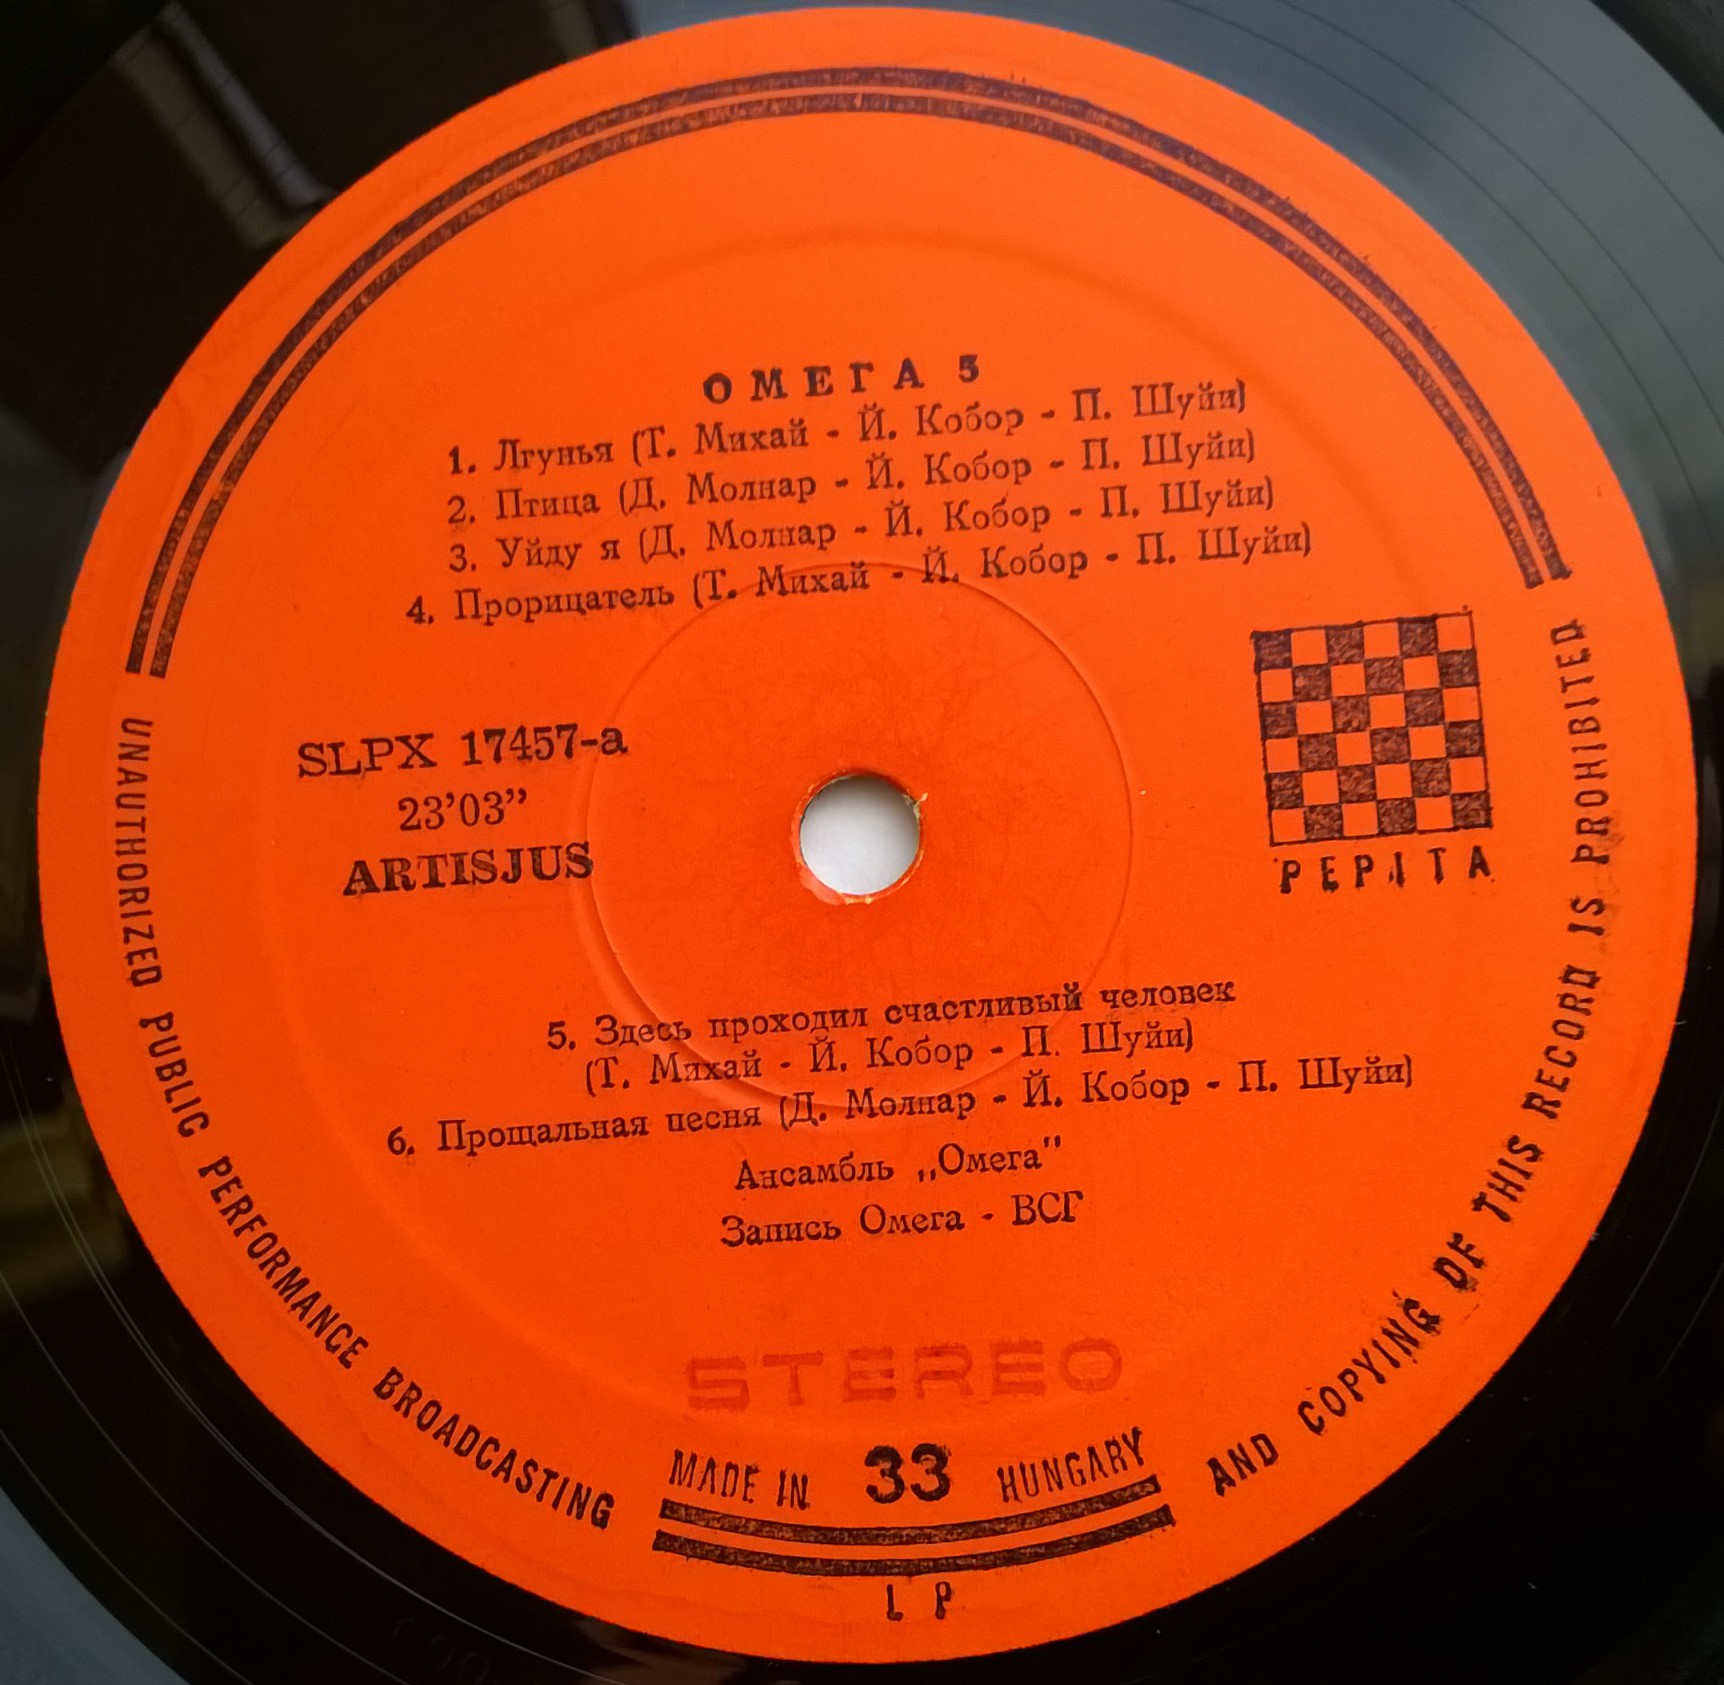 ОМЕГА 5
1. Лгунья (Т. Михай - Й. Кобор - П. Шуйи)
2. Птица (Д. Молнар - Й. Кобор - П. Шуйи)
3. Уйду я (Д. Молнар - Й. Кобор - П. Шуйи)
4. Прорицатель (Т. Михай - Й. Кобор - П. Шуйи)
SLPX 17457-a
23'03”
ARTISJUS
PEPITA
5. Здесь проходил счастливый человек
(Т. Михай - Й. Кобор - П. Шуйи)
6. Прощальная песня (Д. Молнар - Й. Кобор - П. Шуйи)
Ансамбль „Омега"
Запись Омега - ВСГ
STEREO
MADE IN 33 HUNGARY
LP
UNAUTHORIZED PUBLIC PERFORMANCE BROADCASTING AND COPYING OF THIS RECORD IS PROHIBITED